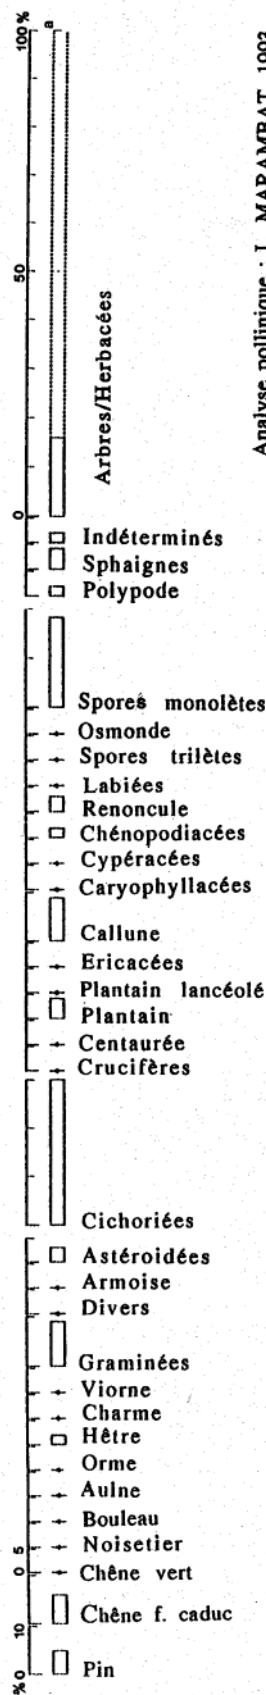 100%
a
50
0
Arbres/Herbacées
Analyse pollinique : J. MARAMBAT 1993
Indéterminés
Sphaignes
Polypode
Spores monolètes
Osmonde
Spores trilètes
Labiées
Renoncule
Chénopodiacées
Cypéracées
Caryophyllacées
Callune
Ericacées
Plantain lancéolé
Plantain
Centaurée
Crucifères
Cichoriées
Astéroidées
Armoise
Divers
Graminées
Viorne
Charme
Hêtre
Orme
Aulne
Bouleau
Noisetier
5
0
Chêne vert
Chêne f. caduc
10
Pin
% 0